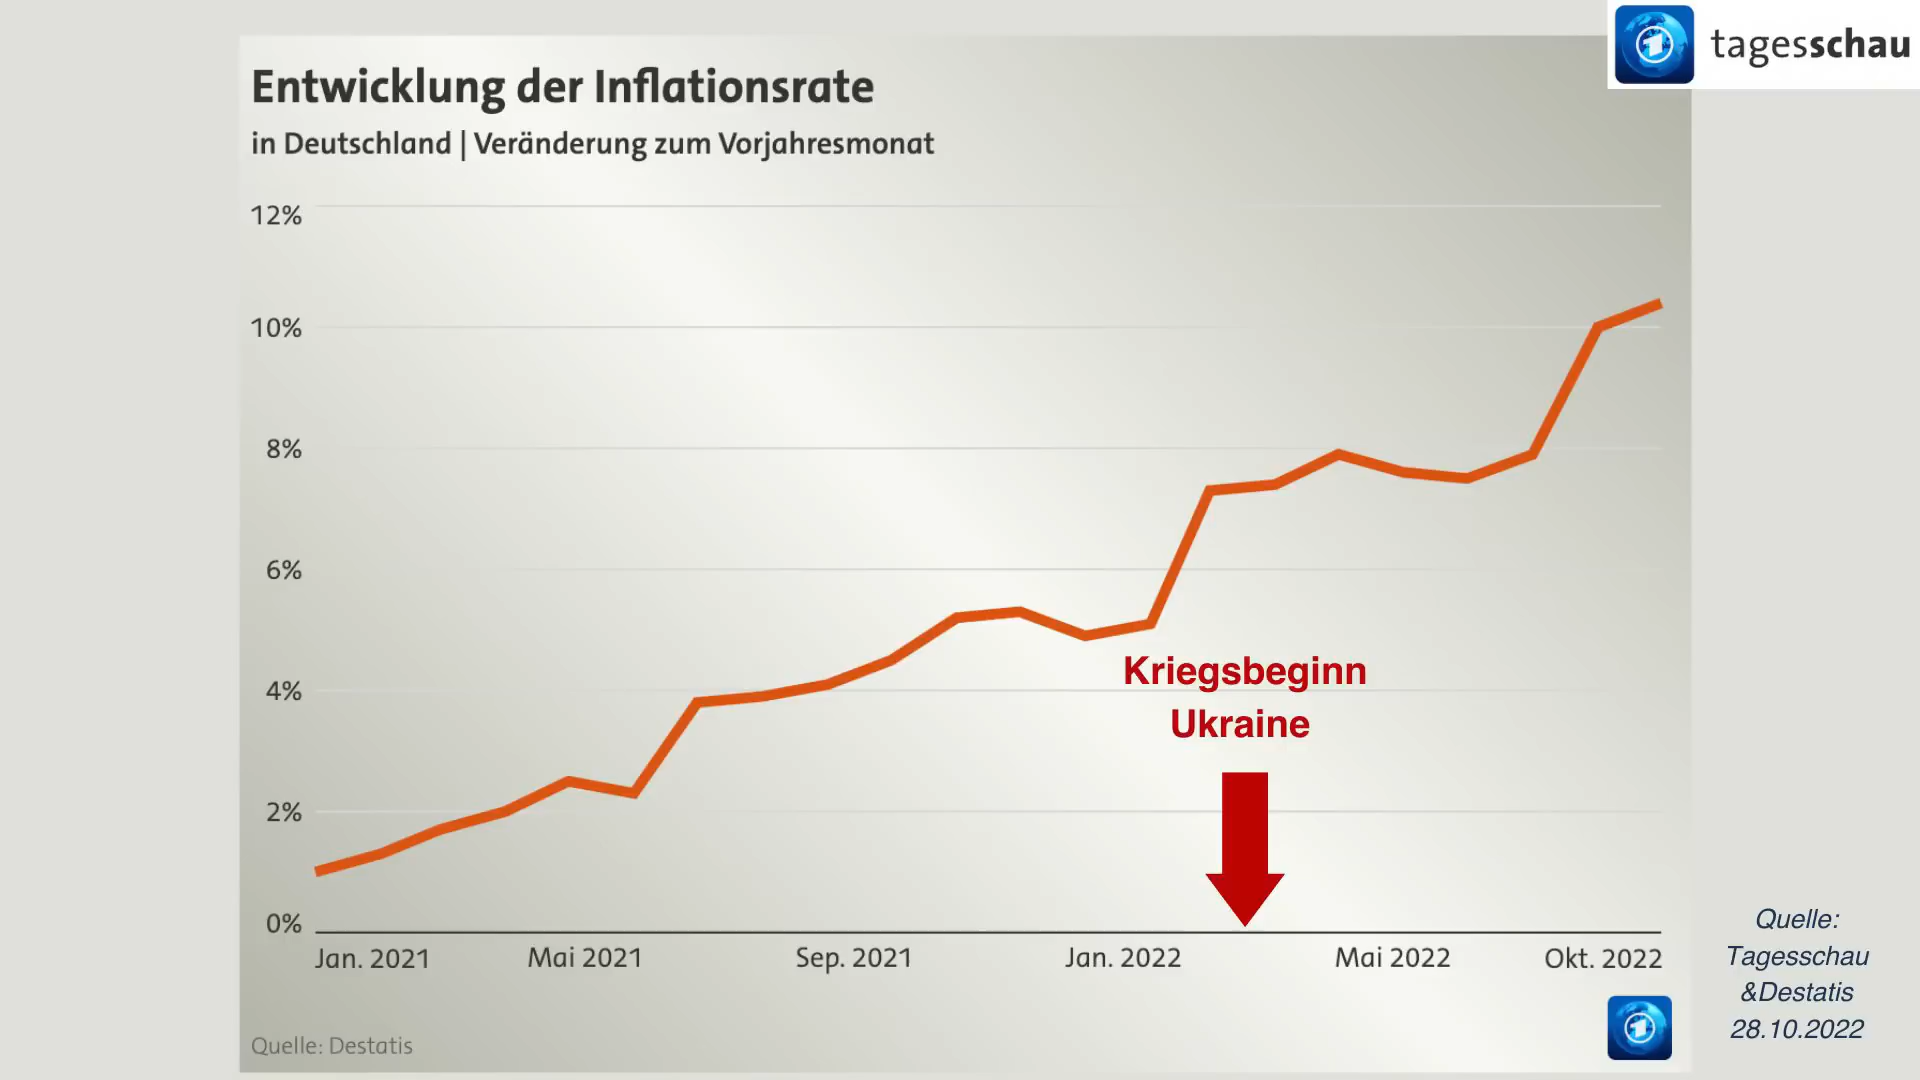 tagesschau
Entwicklung der Inflationsrate
in Deutschland | Veränderung zum Vorjahresmonat
12%
10%
8%
6%
4%
2%
0%
Kriegsbeginn
Ukraine
Jan. 2021
Mai 2021
Sep. 2021
Jan. 2022
Mai 2022
Okt. 2022
Quelle: Destatis
Quelle:
Tagesschau
&Destatis
28.10.2022